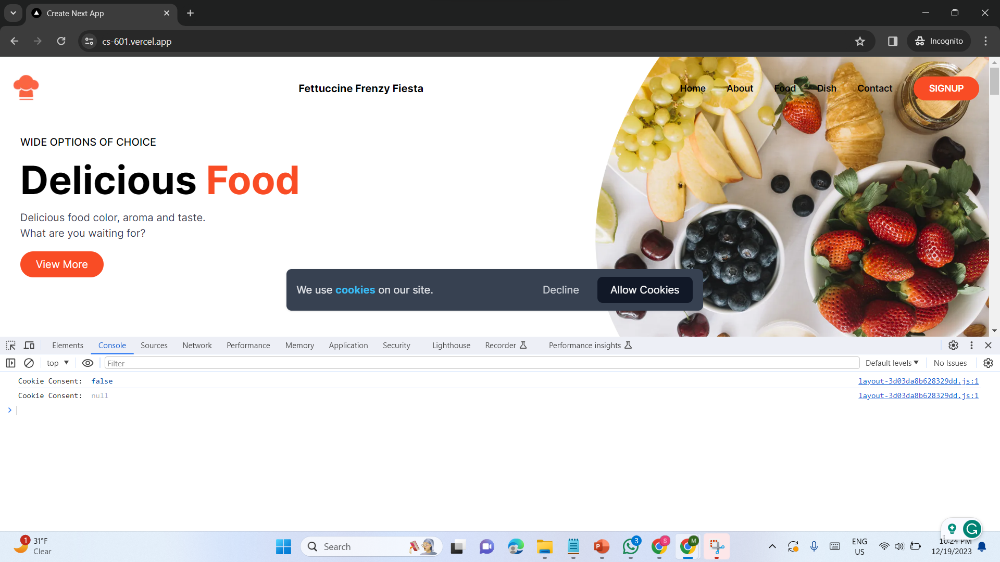 Create Next App
cs-601.vercel.app
Incognito
Fettuccine Frenzy Fiesta
Home About Food Dish Contact SIGNUP
WIDE OPTIONS OF CHOICE
Delicious Food
Delicious food color, aroma and taste.
What are you waiting for?
View More
We use cookies on our site. Decline Allow Cookies
Elements Console Sources Network Performance Memory Application Security Lighthouse Recorder Performance insights
top Filter Default levels No Issues
Cookie Consent: false layout-3d03da8b628329dd.js:1
Cookie Consent: null layout-3d03da8b628329dd.js:1
1 31°F
Clear
Search
3
S
M
ENG
US
10:24 PM
12/19/2023